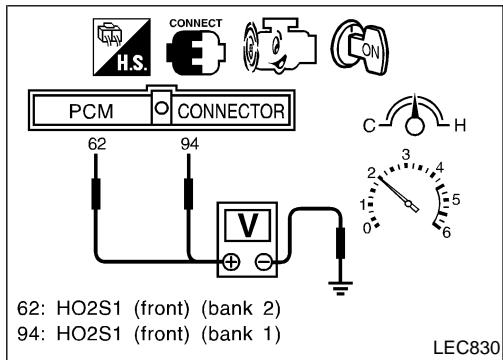 CONNECT
H.S.
ON
PCM CONNECTOR
C H
62 94
0 1 2 3 4 5 6
V
62: HO2S1 (front) (bank 2)
94: HO2S1 (front) (bank 1)
LEC830